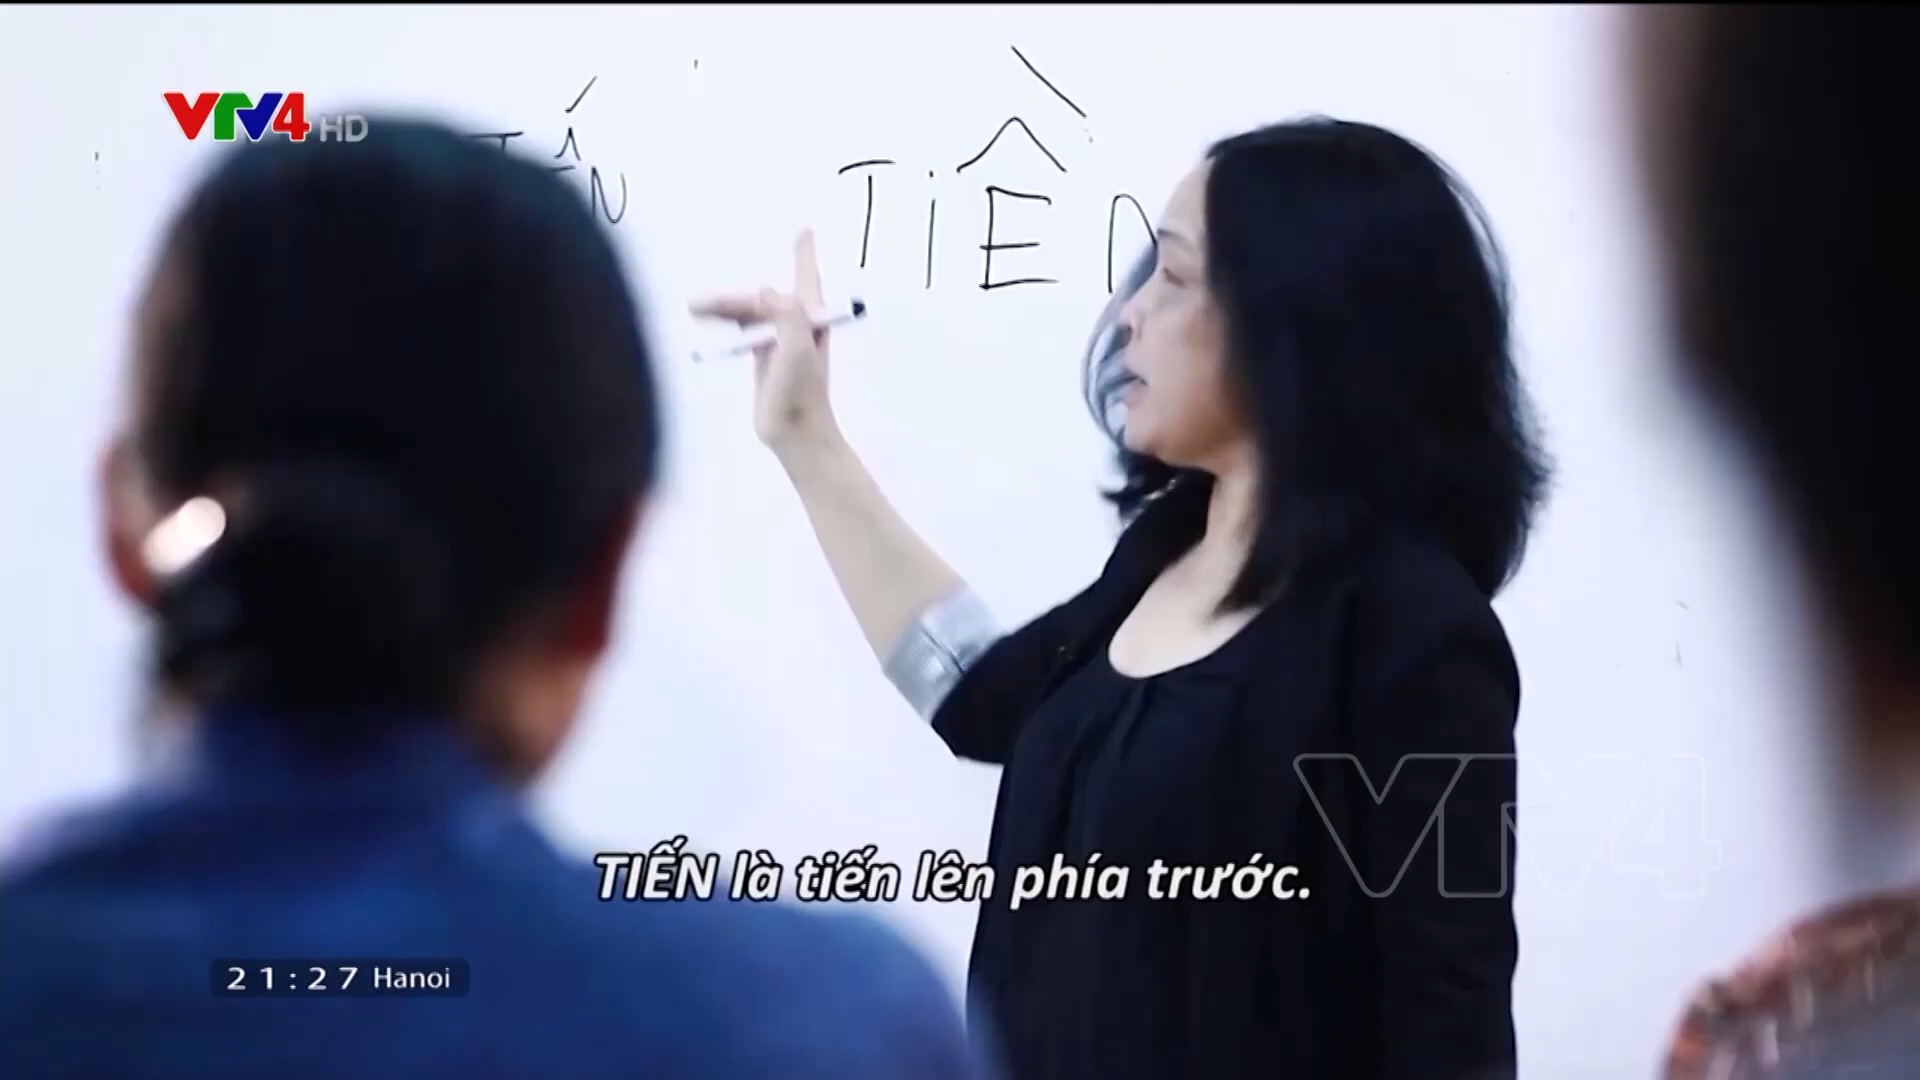 VTV4 HD
TIẾN
TIỀN
VTV4
TIẾN là tiến lên phía trước.
21:27 Hanoi